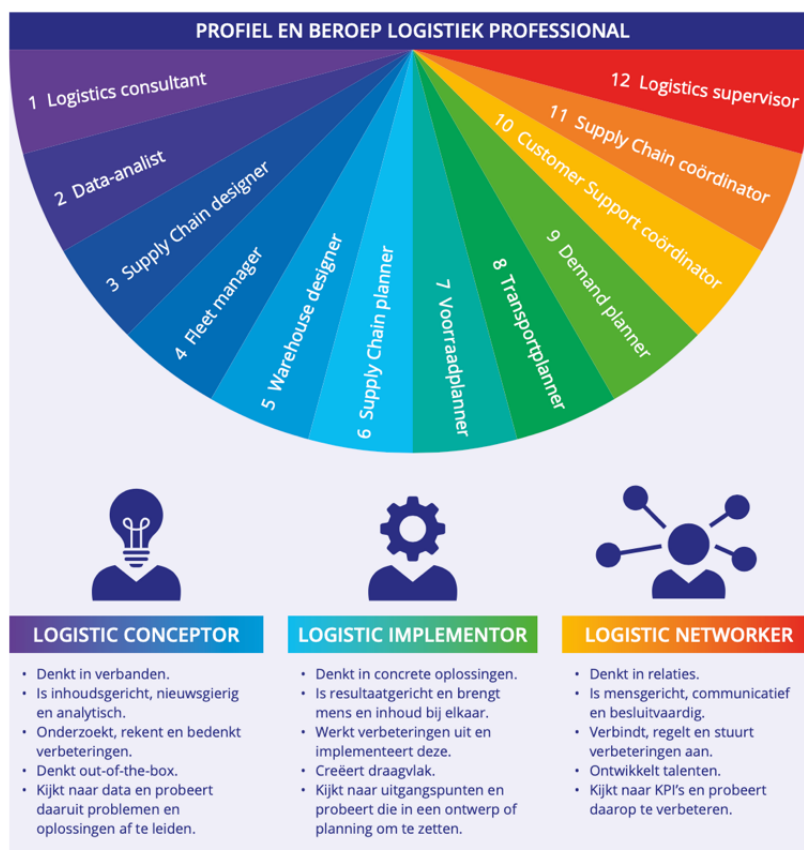 PROFIEL EN BEROEP LOGISTIEK PROFESSIONAL
1 Logistics consultant
2 Data-analist
3 Supply Chain designer
4 Fleet manager
5 Warehouse designer
6 Supply Chain planner
7 Voorraadplanner
8 Transportplanner
9 Demand planner
10 Customer Support coördinator
11 Supply Chain coördinator
12 Logistics supervisor
LOGISTIC CONCEPTOR
• Denkt in verbanden.
• Is inhoudsgericht, nieuwsgierig
en analytisch.
• Onderzoekt, rekent en bedenkt
verbeteringen.
• Denkt out-of-the-box.
• Kijkt naar data en probeert
daaruit problemen en
oplossingen af te leiden.
LOGISTIC IMPLEMENTOR
• Denkt in concrete oplossingen.
• Is resultaatgericht en brengt
mens en inhoud bij elkaar.
• Werkt verbeteringen uit en
implementeert deze.
• Creëert draagvlak.
• Kijkt naar uitgangspunten en
probeert die in een ontwerp of
planning om te zetten.
LOGISTIC NETWORKER
• Denkt in relaties.
• Is mensgericht, communicatief
en besluitvaardig.
• Verbindt, regelt en stuurt
verbeteringen aan.
• Ontwikkelt talenten.
• Kijkt naar KPI's en probeert
daarop te verbeteren.